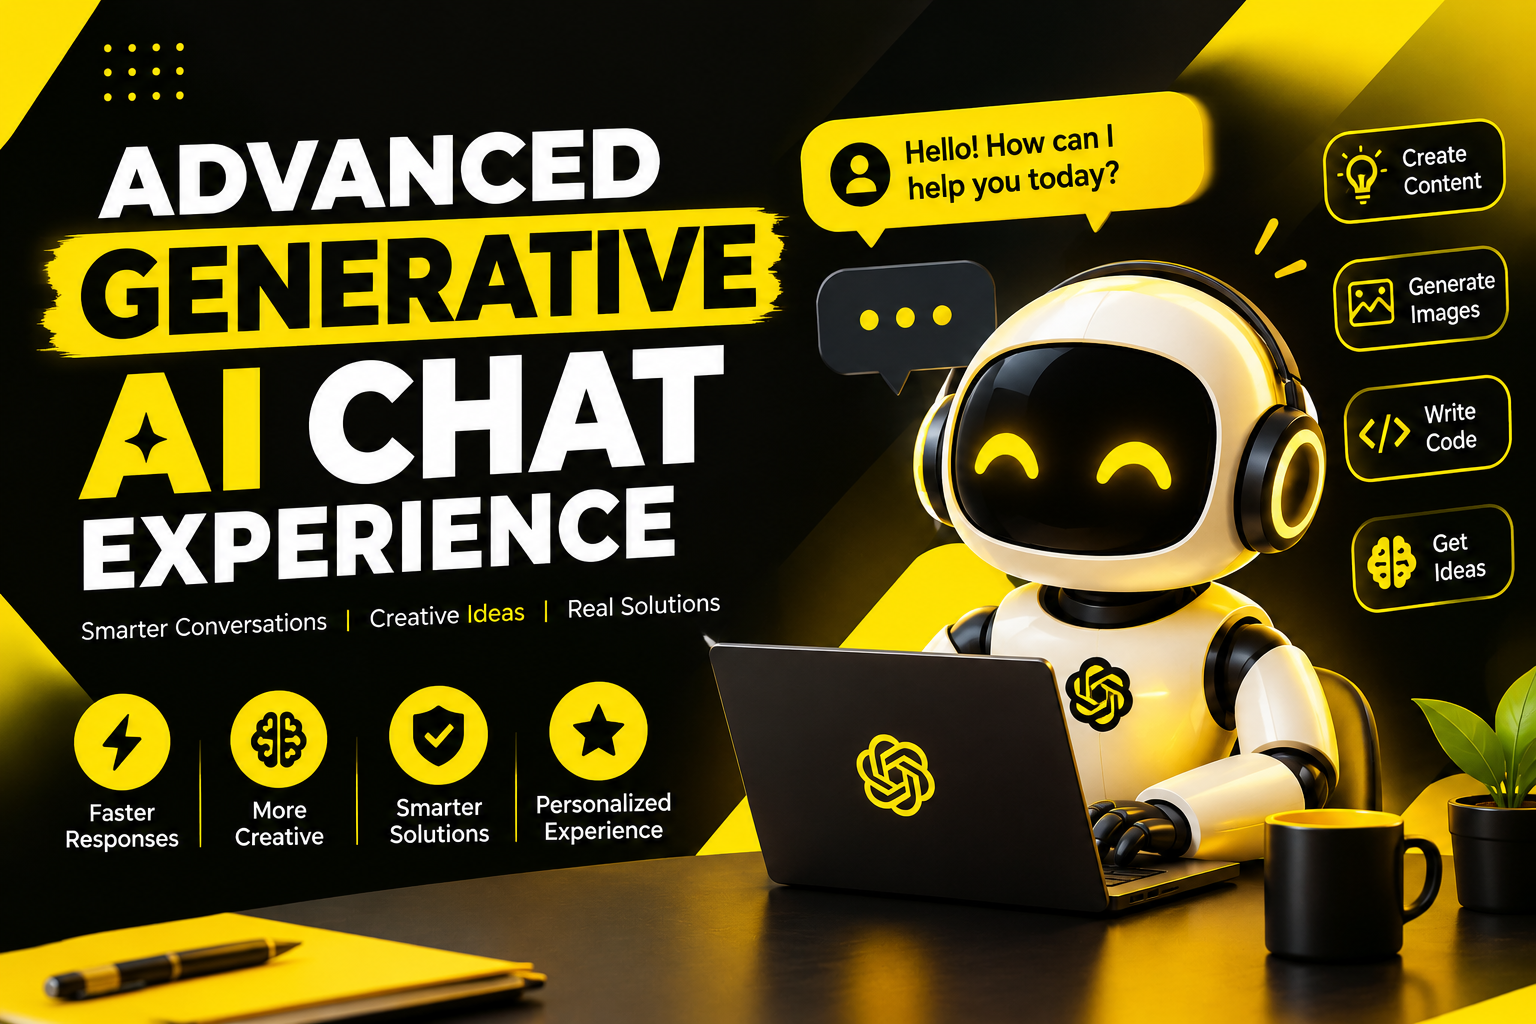 ADVANCED
GENERATIVE
AI CHAT
EXPERIENCE
Smarter Conversations | Creative Ideas | Real Solutions
Faster
Responses
More
Creative
Smarter
Solutions
Personalized
Experience
Hello! How can I
help you today?
Create
Content
Generate
Images
Write
Code
Get
Ideas